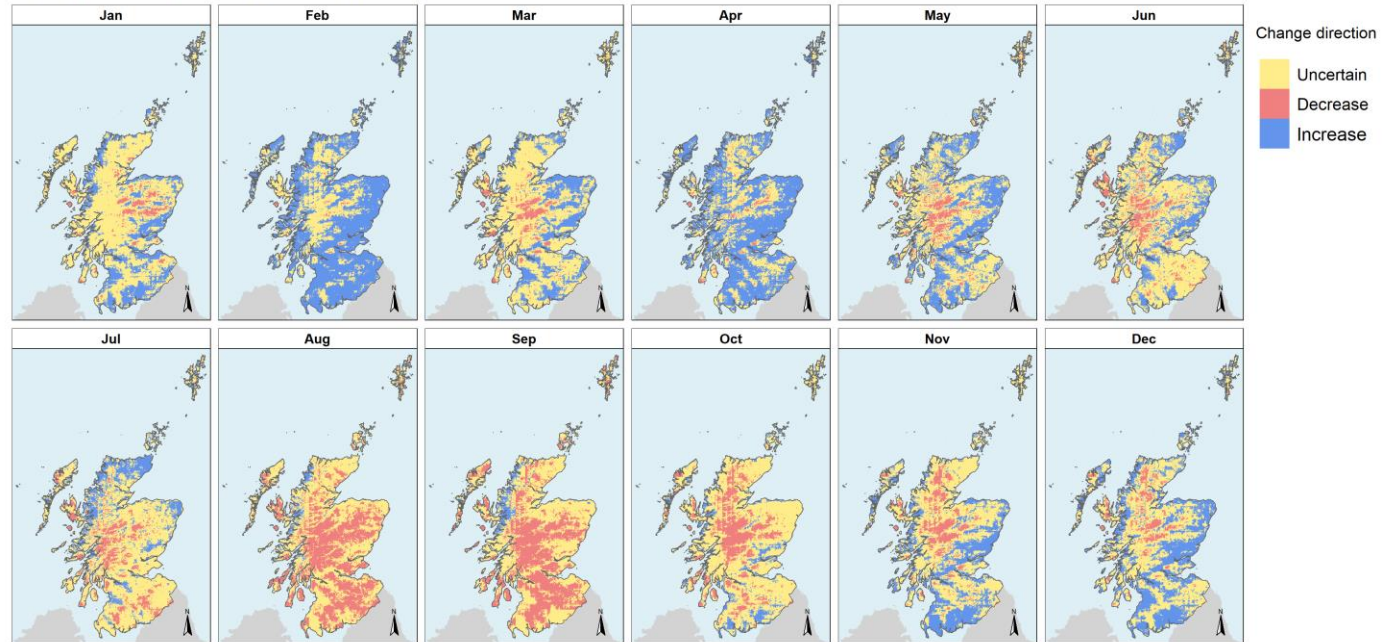 Jan Feb Mar Apr May Jun
Change direction
Uncertain
Decrease
Increase
N N N N N N
Jul Aug Sep Oct Nov Dec
N N N N N N